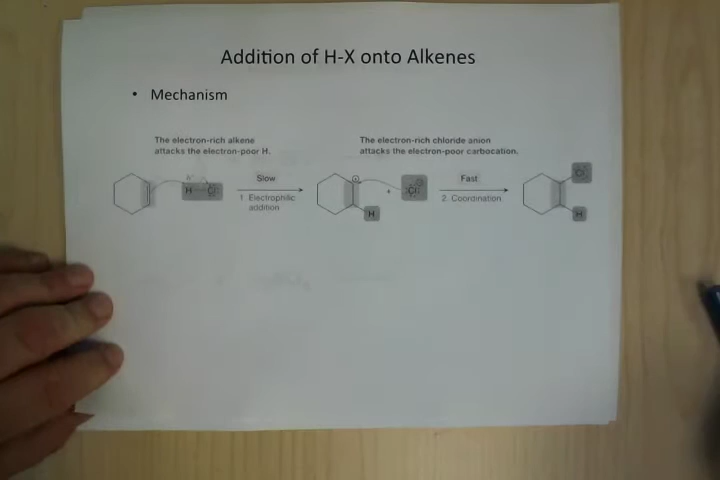 Addition of H-X onto Alkenes
• Mechanism
The electron-rich alkene
attacks the electron-poor H.
The electron-rich chloride anion
attacks the electron-poor carbocation.
Slow
1. Electrophilic
addition
Fast
2. Coordination
H
Cl
H
Cl
Cl
H